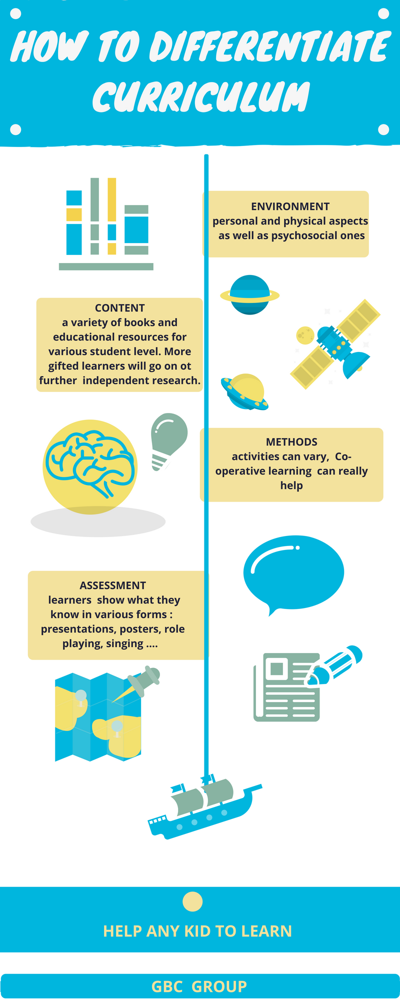 HOW TO DIFFERENTIATE
CURRICULUM
ENVIRONMENT
personal and physical aspects
as well as psychosocial ones
CONTENT
a variety of books and
educational resources for
various student level. More
gifted learners will go on ot
further  independent research.
METHODS
activities can vary,  Co-
operative learning  can really
help
ASSESSMENT
learners  show what they
know in various forms :
presentations, posters, role
playing, singing ....
HELP ANY KID TO LEARN
GBC  GROUP